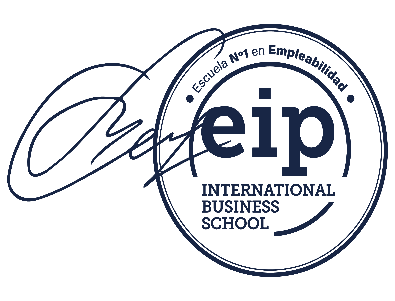 Escuela Nº1 en Empleabilidad
eip
INTERNATIONAL
BUSINESS
SCHOOL